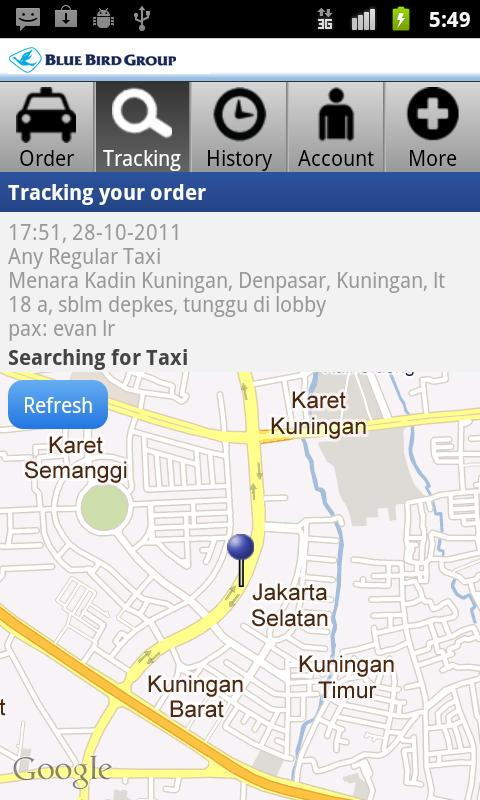 3G
5:49
BLUE BIRD GROUP
Order
Tracking
History
Account
More
Tracking your order
17:51, 28-10-2011
Any Regular Taxi
Menara Kadin Kuningan, Denpasar, Kuningan, lt
18 a, sblm depkes, tunggu di lobby
pax: evan lr
Searching for Taxi
Refresh
Karet
Kuningan
Karet
Semanggi
Jakarta
Selatan
Kuningan
Timur
Kuningan
Barat
t
Google